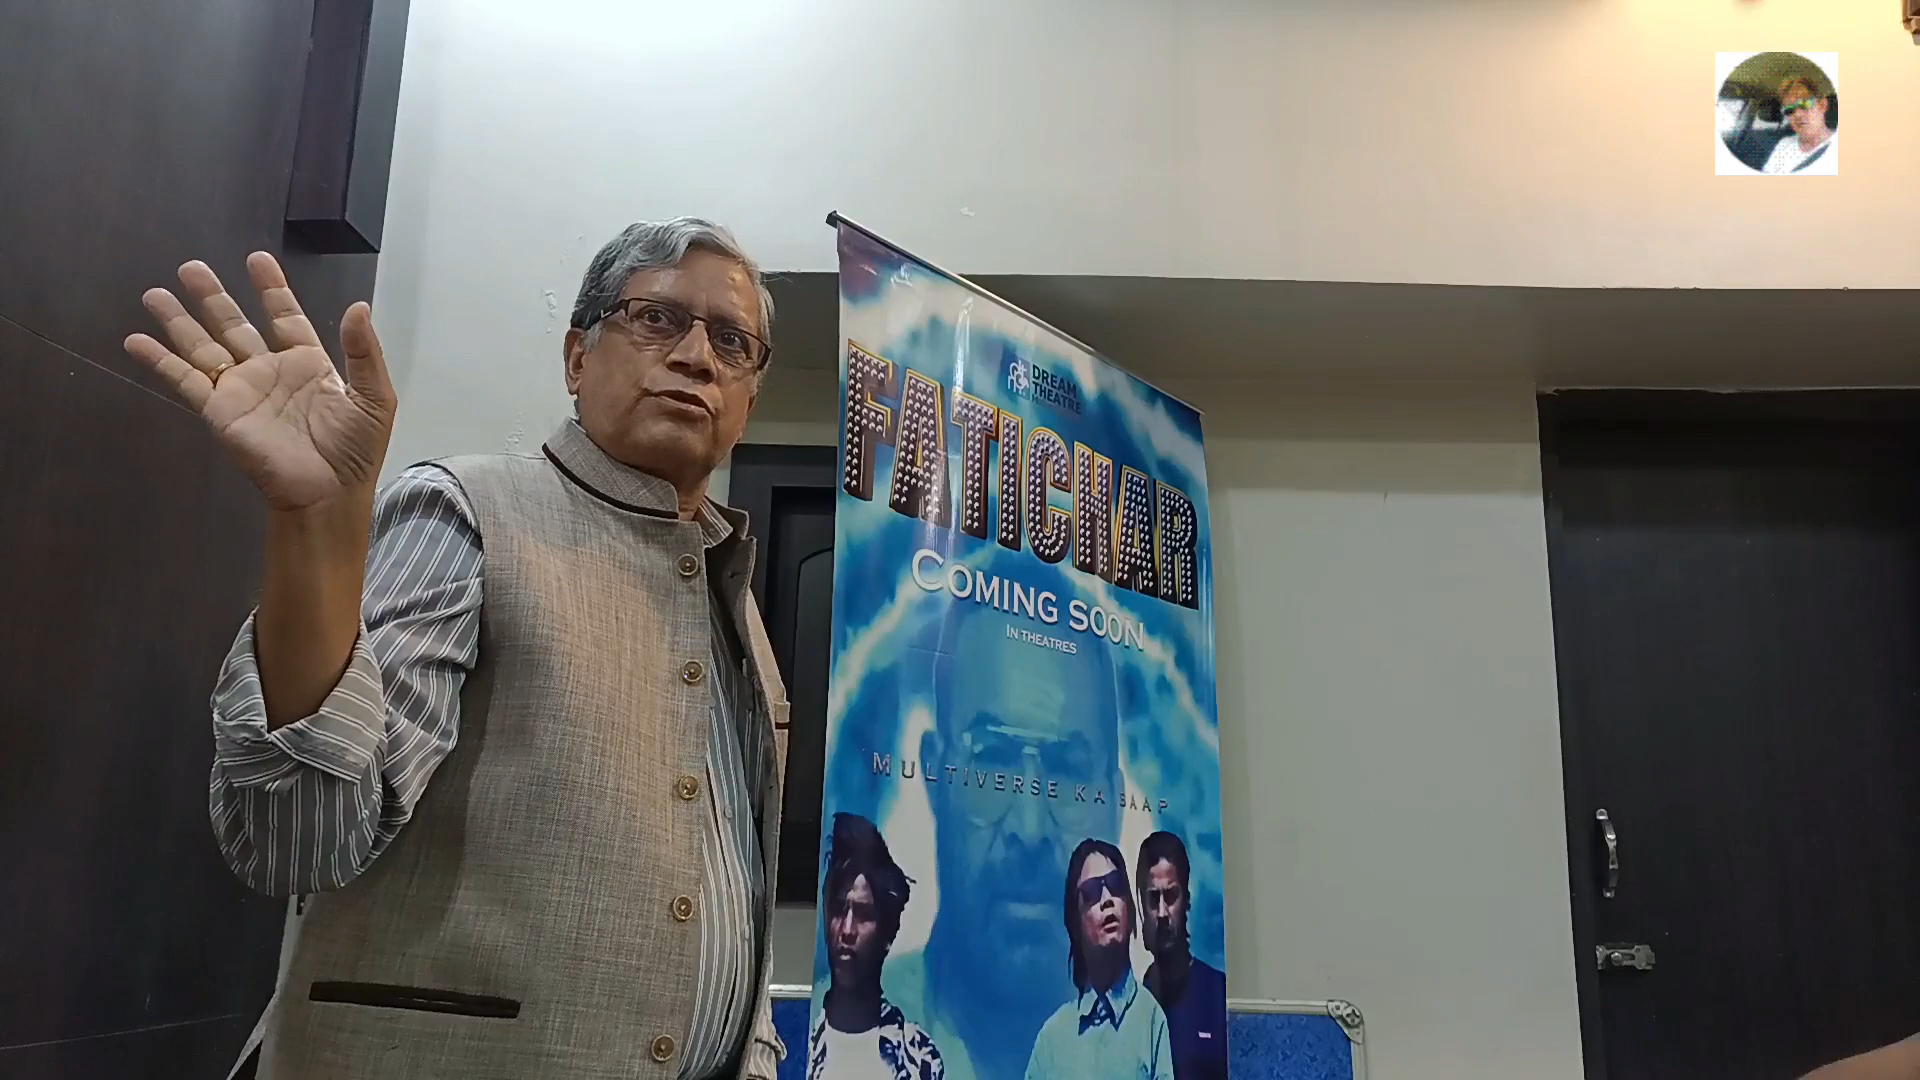 DREAM
THEATRE
FATICHAR
COMING SOON
IN THEATRES
MULTIVERSE KA BAAP